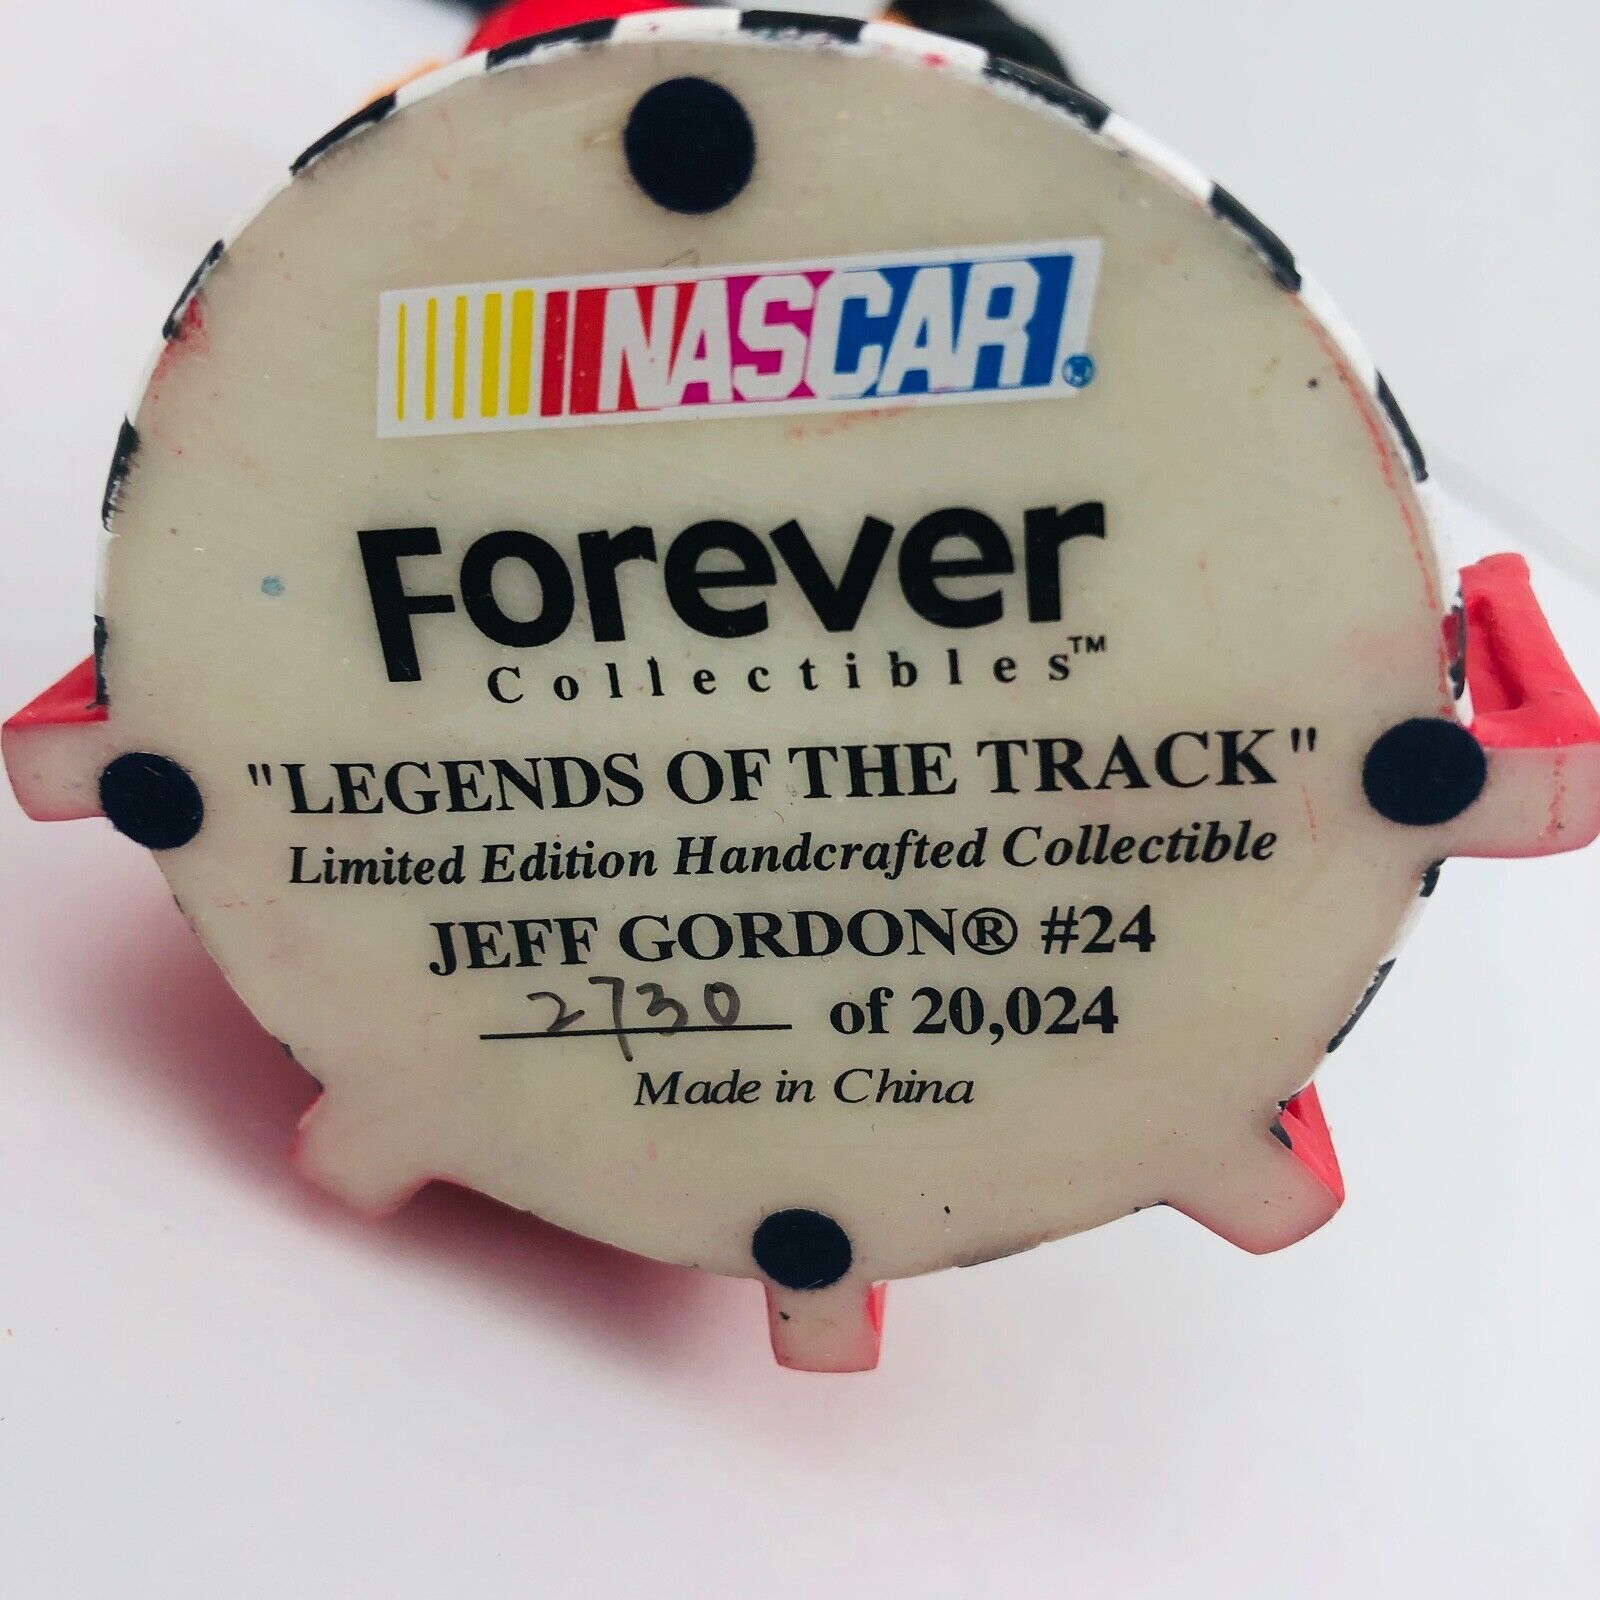 NASCAR®
Forever
Collectibles™
"LEGENDS OF THE TRACK"
Limited Edition Handcrafted Collectible
JEFF GORDON® #24
2730 of 20,024
Made in China